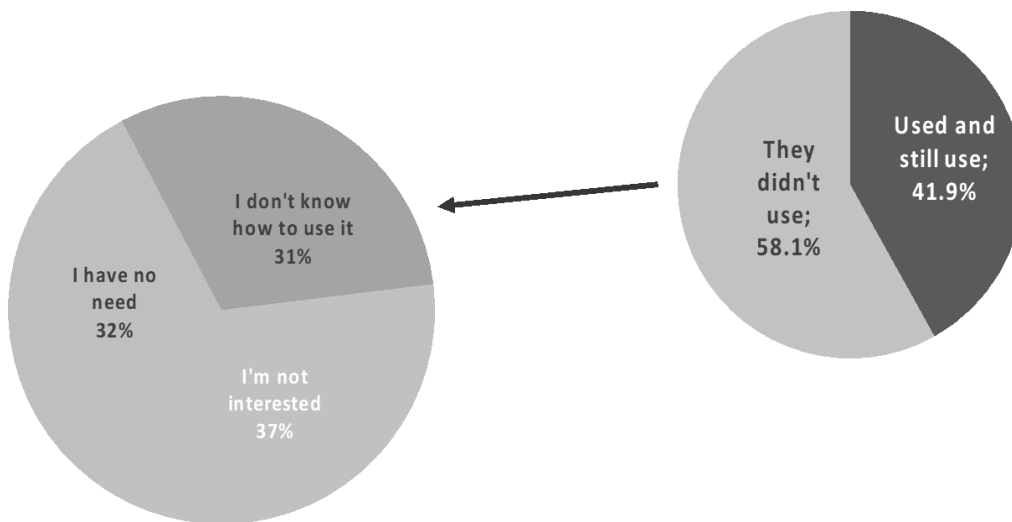 I don't know
how to use it
31%
I have no
need
32%
I'm not
interested
37%
They
didn't
use;
58.1%
Used and
still use;
41.9%